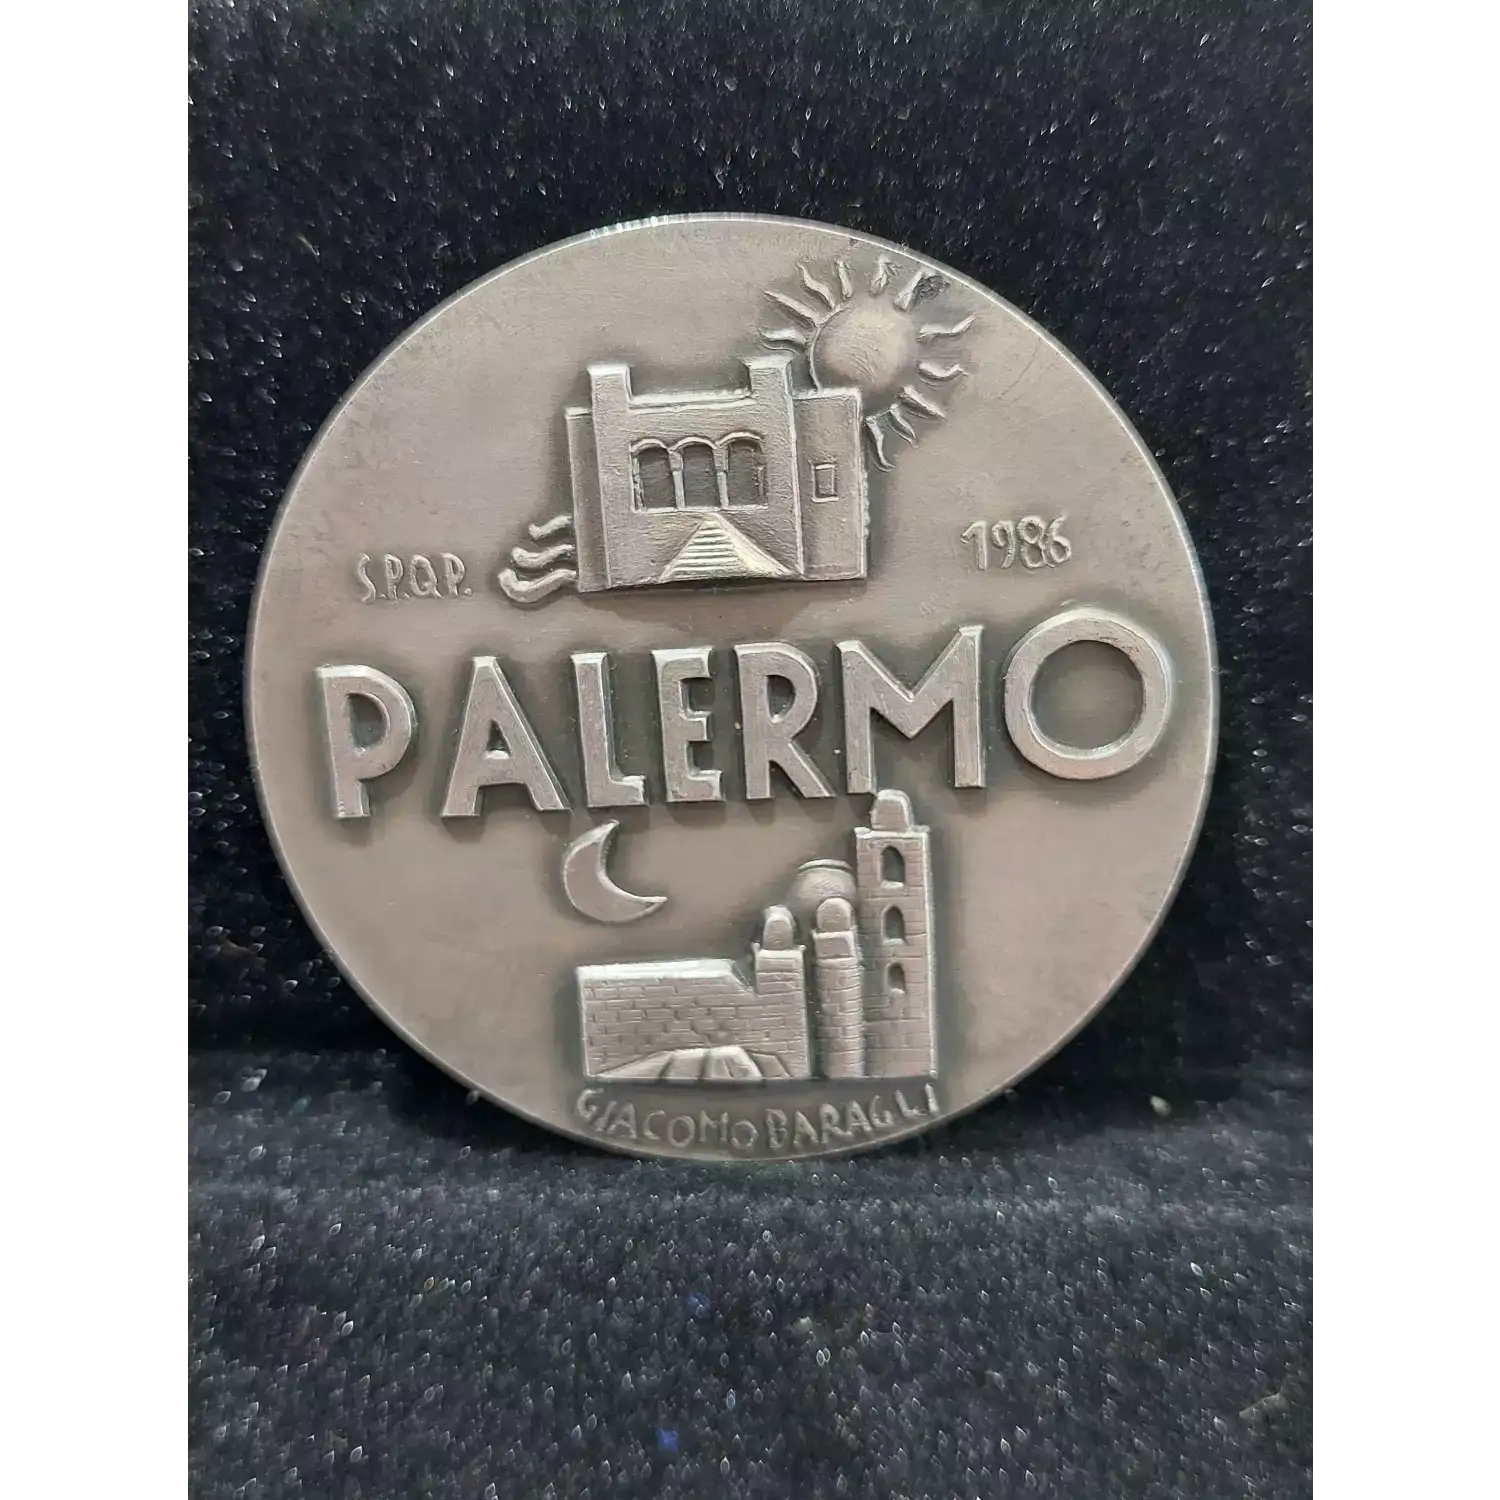 S.P.Q.P.
1986
PALERMO
GIACOMO BARAGLI